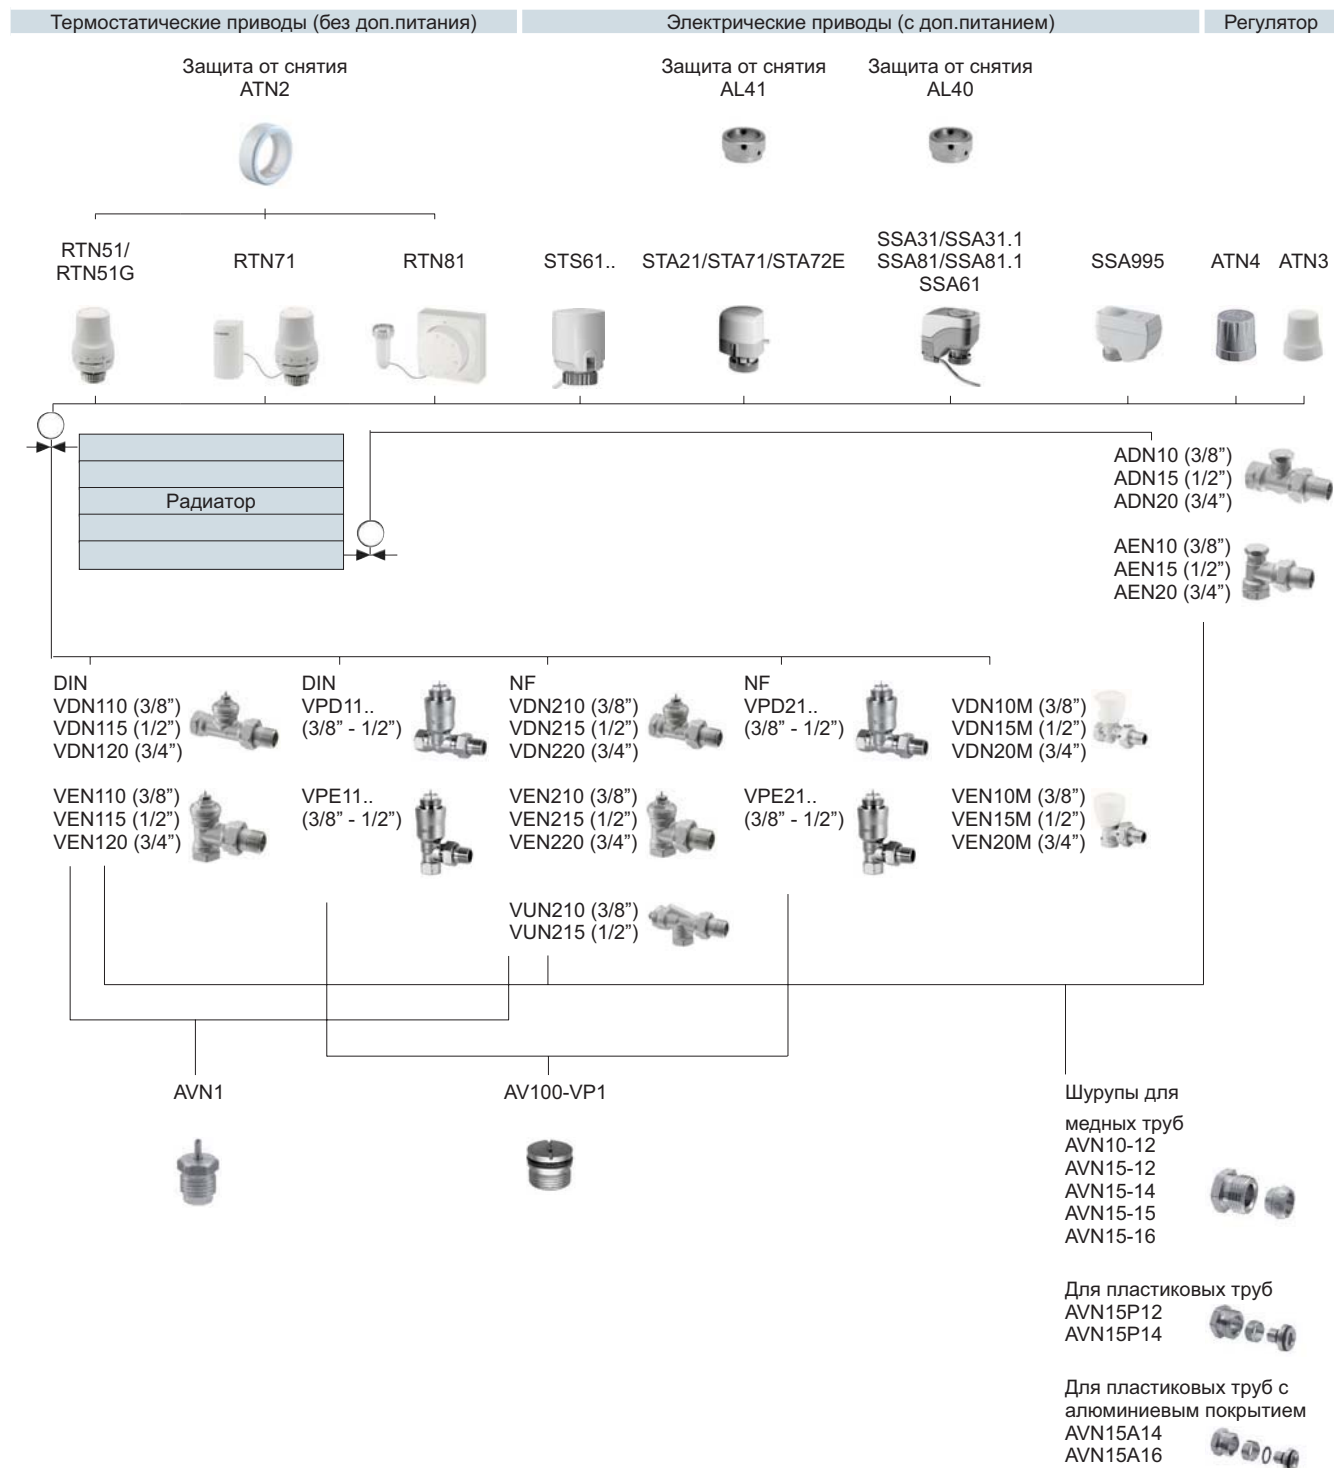 Термостатические приводы (без доп.питания)
Электрические приводы (с доп.питанием)
Регулятор
Защита от снятия
ATN2
Защита от снятия
AL41
Защита от снятия
AL40
RTN51/
RTN51G
RTN71
RTN81
STS61..
STA21/STA71/STA72E
SSA31/SSA31.1
SSA81/SSA81.1
SSA61
SSA995
ATN4
ATN3
Радиатор
ADN10 (3/8”)
ADN15 (1/2”)
ADN20 (3/4”)
AEN10 (3/8”)
AEN15 (1/2”)
AEN20 (3/4”)
DIN
VDN110 (3/8”)
VDN115 (1/2”)
VDN120 (3/4”)
VEN110 (3/8”)
VEN115 (1/2”)
VEN120 (3/4”)
DIN
VPD11..
(3/8” - 1/2”)
VPE11..
(3/8” - 1/2”)
NF
VDN210 (3/8”)
VDN215 (1/2”)
VDN220 (3/4”)
VEN210 (3/8”)
VEN215 (1/2”)
VEN220 (3/4”)
VUN210 (3/8”)
VUN215 (1/2”)
NF
VPD21..
(3/8” - 1/2”)
VPE21..
(3/8” - 1/2”)
VDN10M (3/8”)
VDN15M (1/2”)
VDN20M (3/4”)
VEN10M (3/8”)
VEN15M (1/2”)
VEN20M (3/4”)
AVN1
AV100-VP1
Шурупы для
медных труб
AVN10-12
AVN15-12
AVN15-14
AVN15-15
AVN15-16
Для пластиковых труб
AVN15P12
AVN15P14
Для пластиковых труб с
алюминиевым покрытием
AVN15A14
AVN15A16